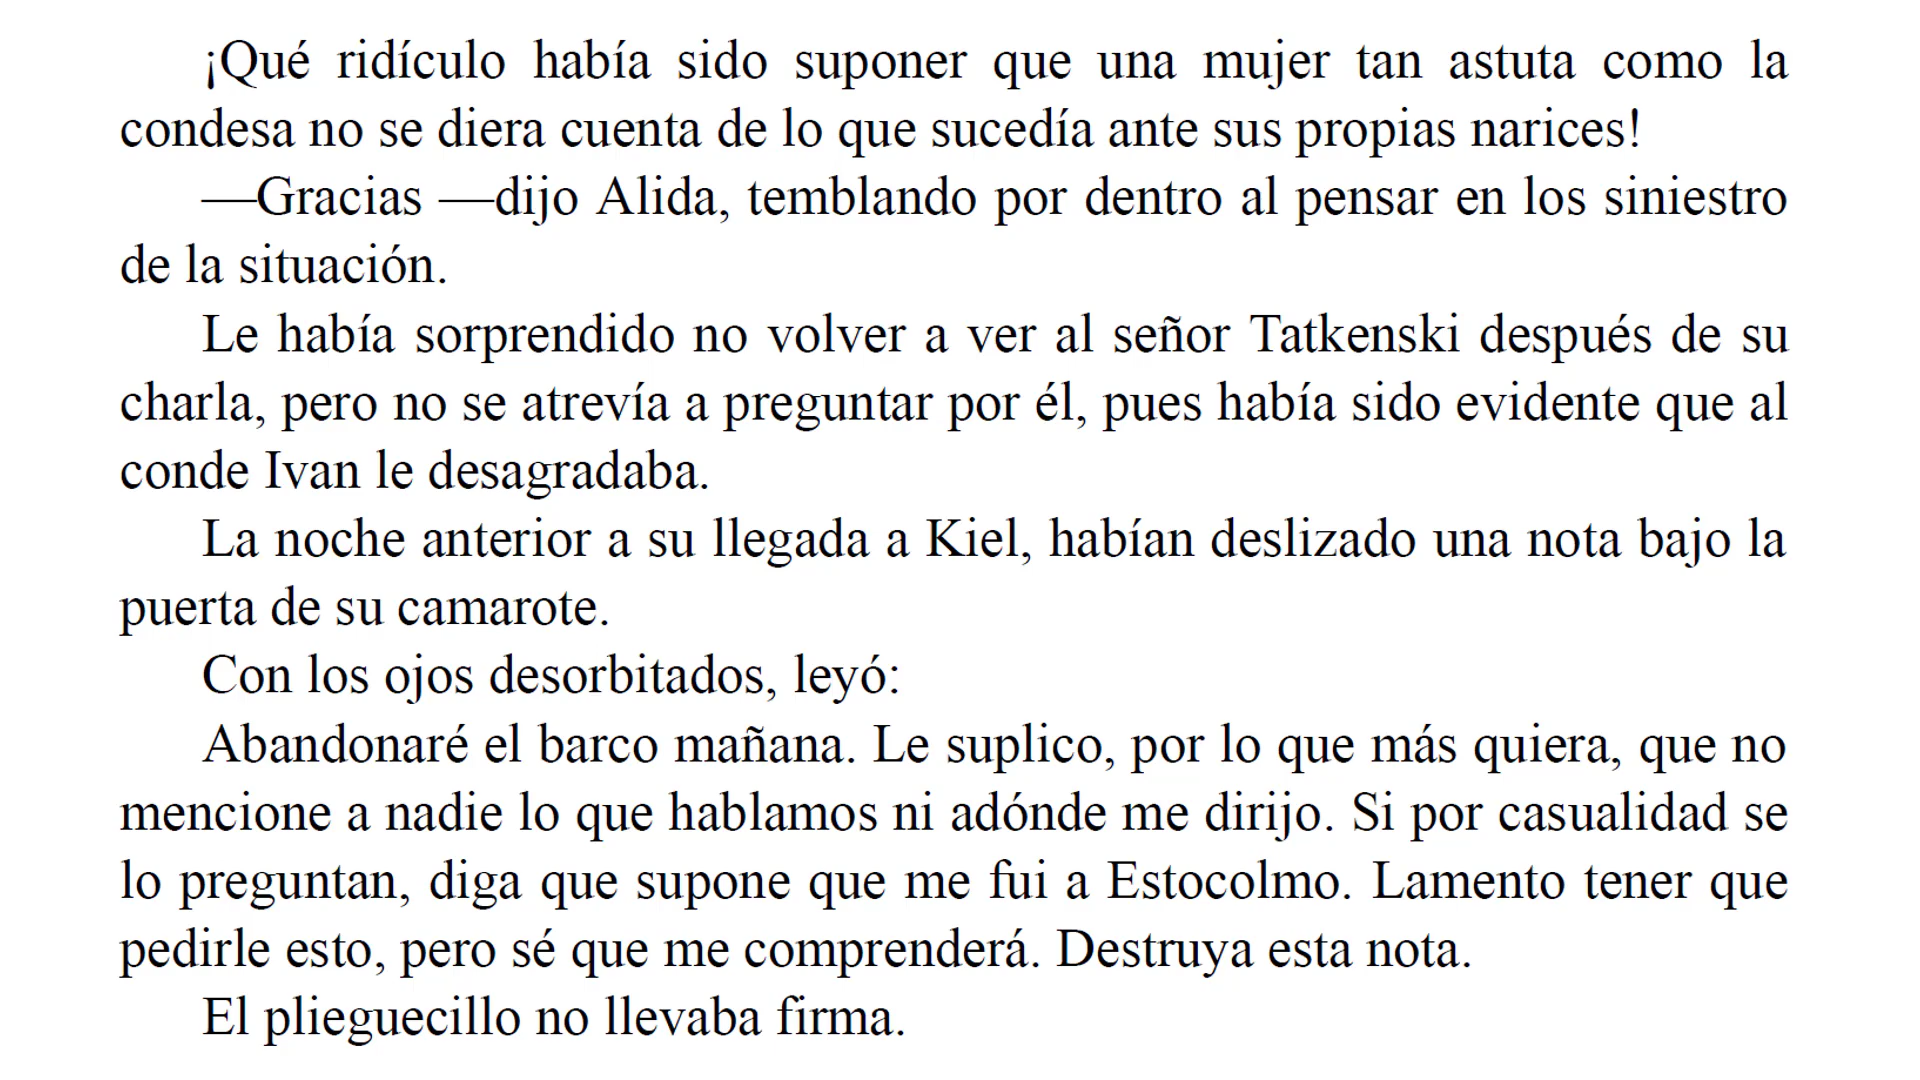 ¡Qué ridículo había sido suponer que una mujer tan astuta como la
condesa no se diera cuenta de lo que sucedía ante sus propias narices!
—Gracias —dijo Alida, temblando por dentro al pensar en los siniestro
de la situación.
Le había sorprendido no volver a ver al señor Tatkenski después de su
charla, pero no se atrevía a preguntar por él, pues había sido evidente que al
conde Ivan le desagradaba.
La noche anterior a su llegada a Kiel, habían deslizado una nota bajo la
puerta de su camarote.
Con los ojos desorbitados, leyó:
Abandonaré el barco mañana. Le suplico, por lo que más quiera, que no
mencione a nadie lo que hablamos ni adónde me dirijo. Si por casualidad se
lo preguntan, diga que supone que me fui a Estocolmo. Lamento tener que
pedirle esto, pero sé que me comprenderá. Destruya esta nota.
El plieguecillo no llevaba firma.